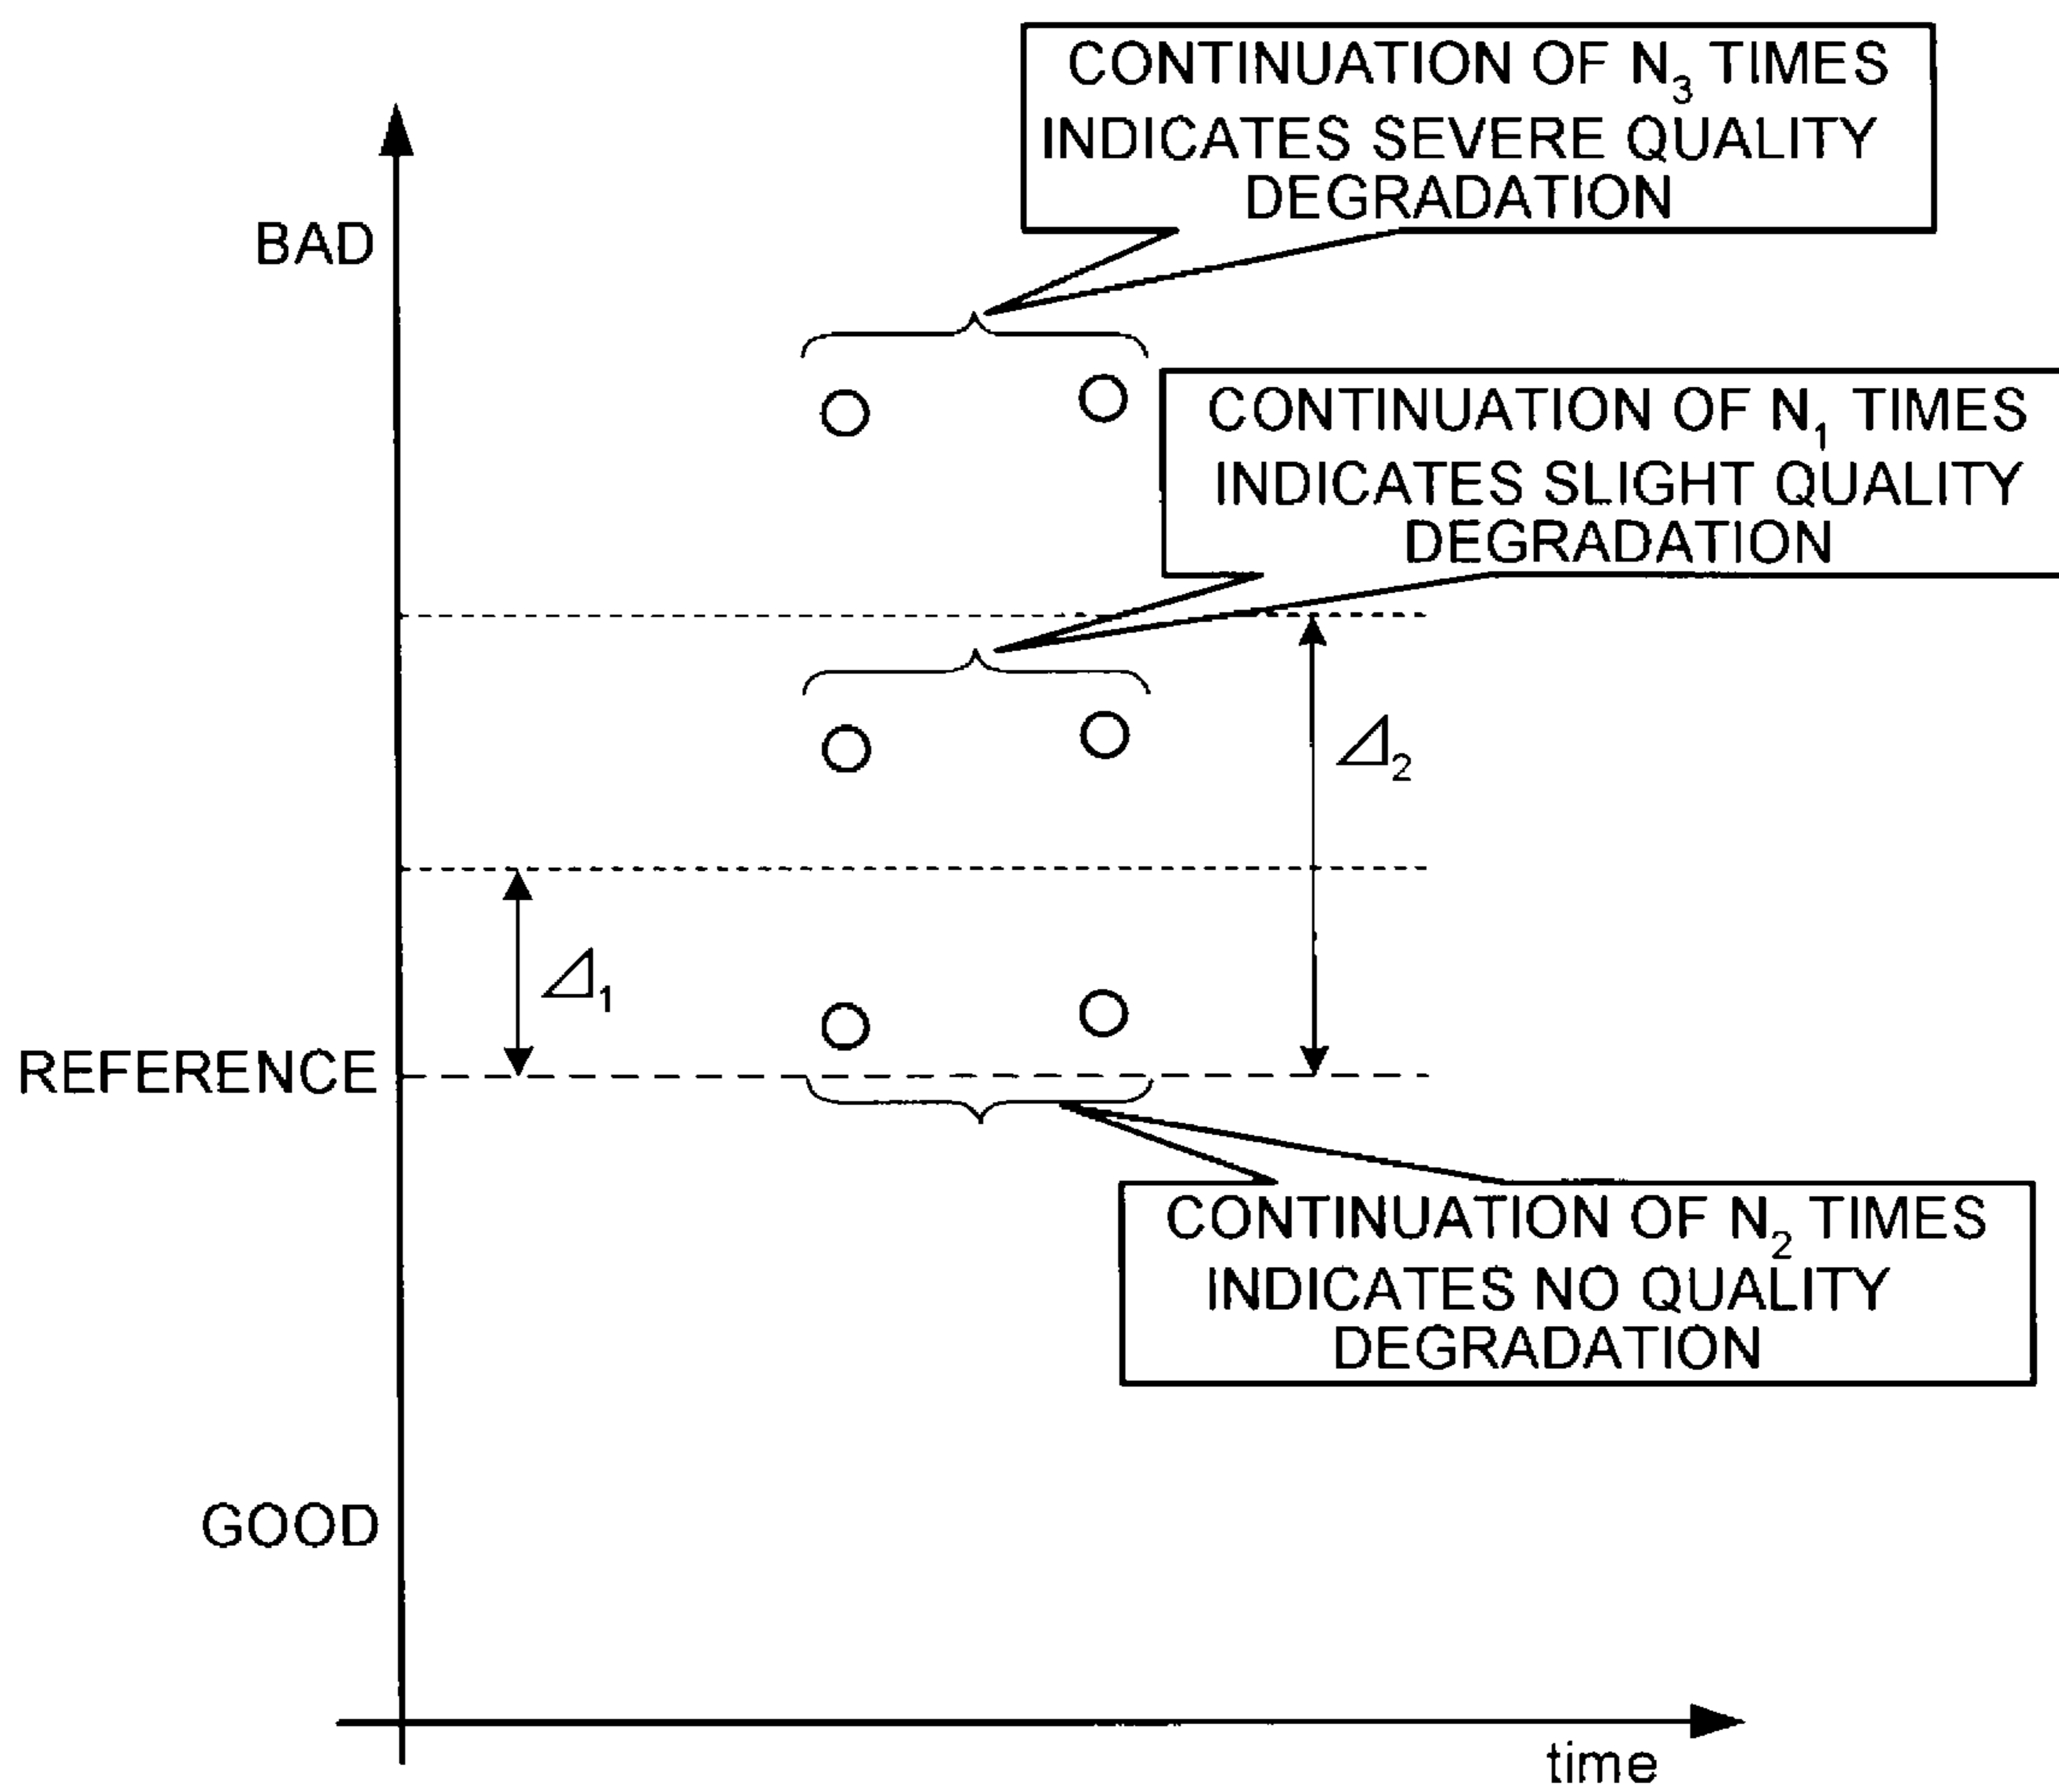 CONTINUATION OF N₃ TIMES
INDICATES SEVERE QUALITY
DEGRADATION
BAD
CONTINUATION OF N₁ TIMES
INDICATES SLIGHT QUALITY
DEGRADATION
Δ₂
Δ₁
REFERENCE
CONTINUATION OF N₂ TIMES
INDICATES NO QUALITY
DEGRADATION
GOOD
time